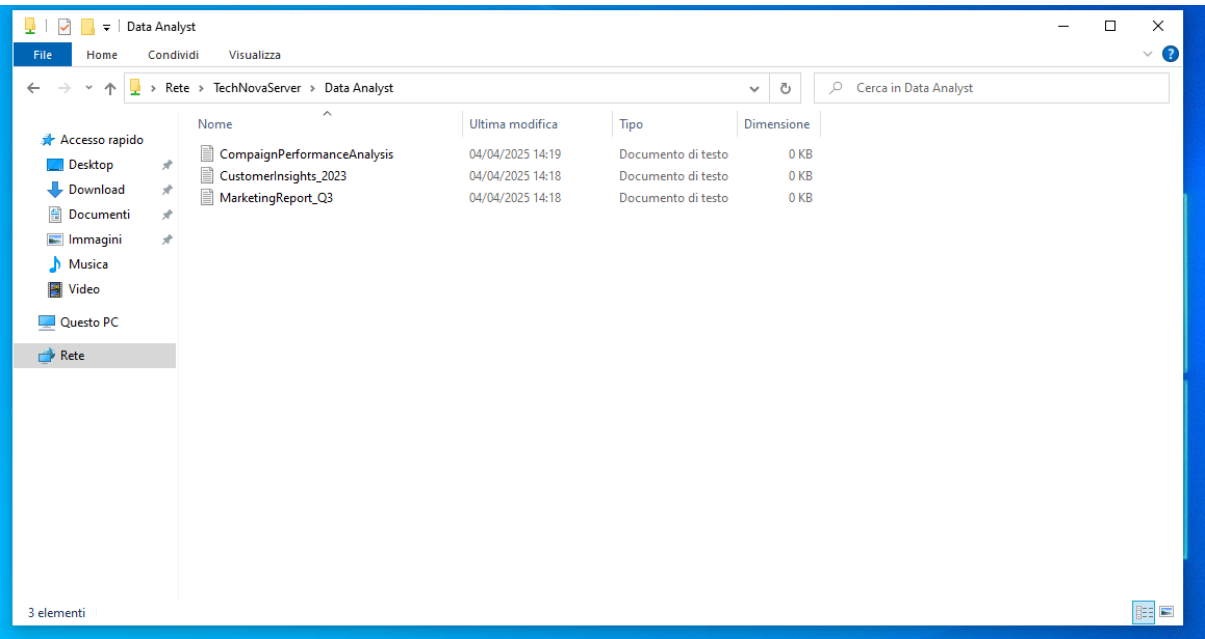 Data Analyst
File Home Condividi Visualizza
Rete > TechNovaServer > Data Analyst
Cerca in Data Analyst
Nome Ultima modifica Tipo Dimensione
Accesso rapido
Desktop
Download
Documenti
Immagini
Musica
Video
Questo PC
Rete
CompaignPerformanceAnalysis 04/04/2025 14:19 Documento di testo 0 KB
CustomerInsights_2023 04/04/2025 14:18 Documento di testo 0 KB
MarketingReport_Q3 04/04/2025 14:18 Documento di testo 0 KB
3 elementi